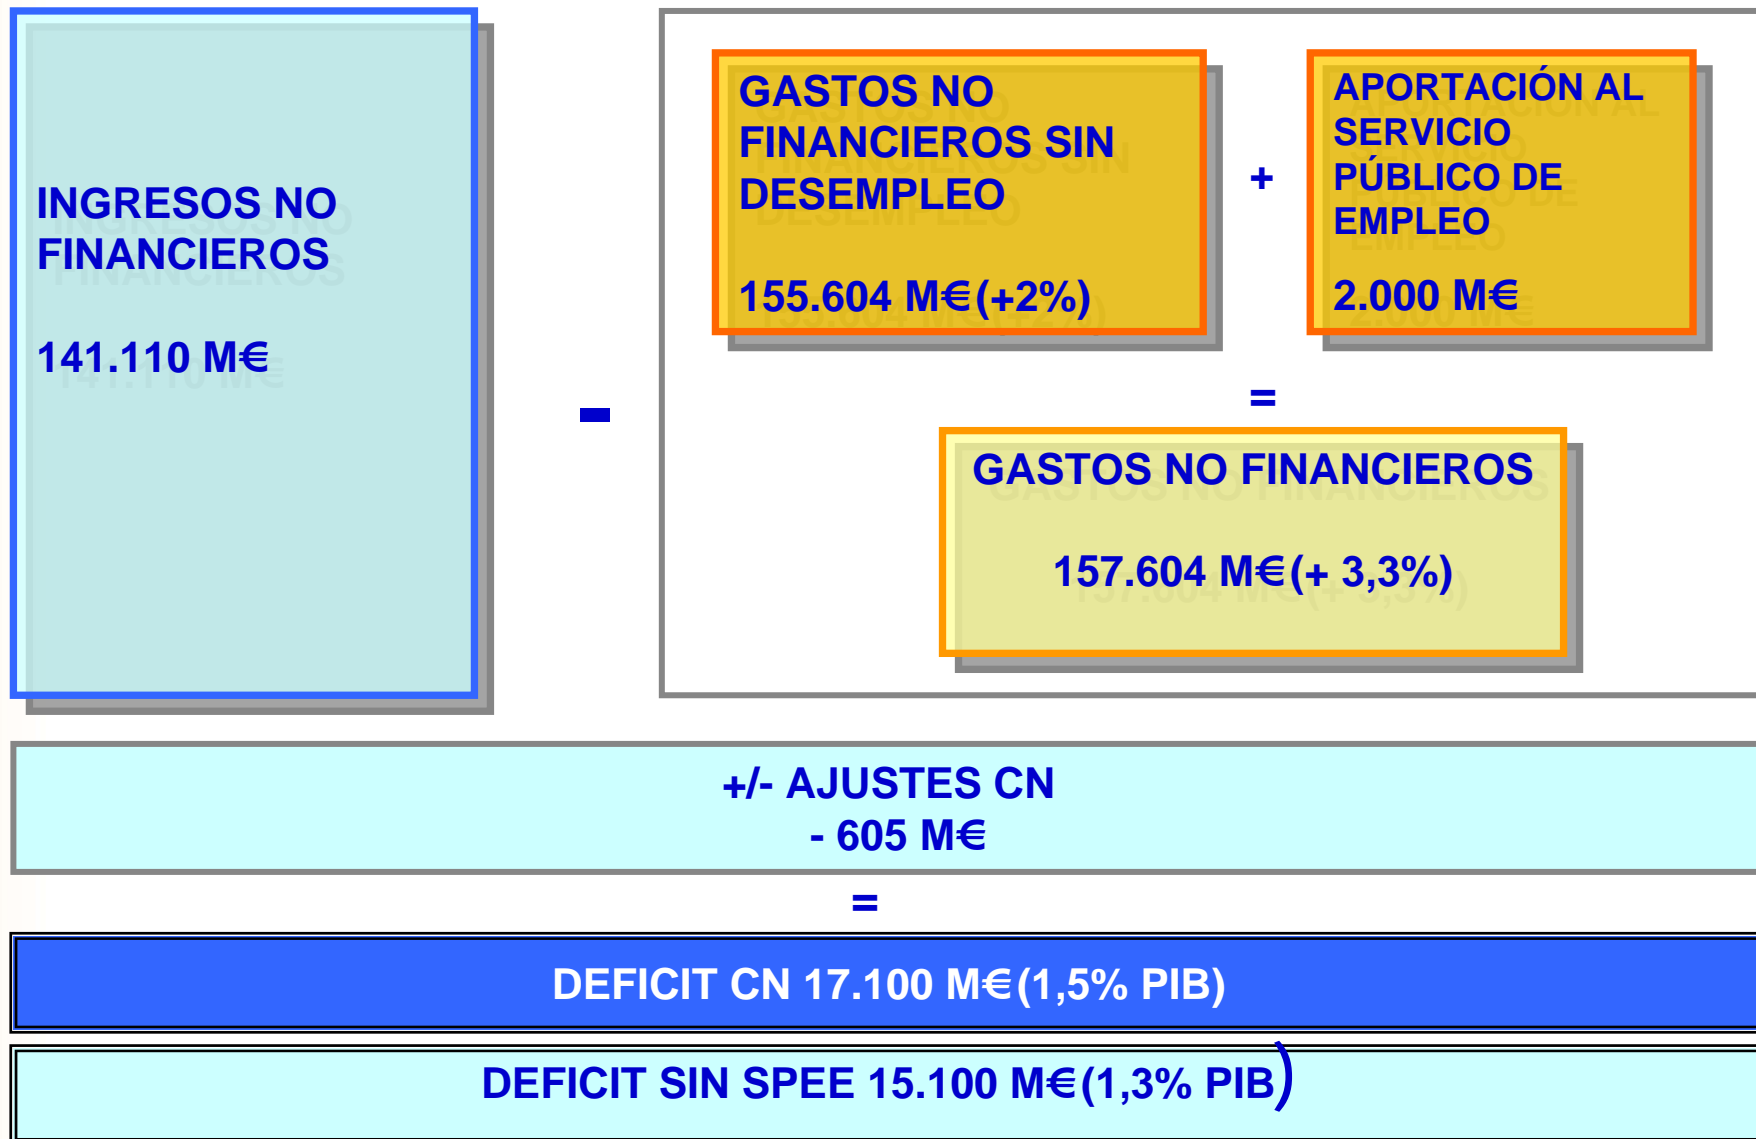 INGRESOS NO
FINANCIEROS
141.110 M€
-
GASTOS NO
FINANCIEROS SIN
DESEMPLEO
155.604 M€(+2%)
+
APORTACIÓN AL
SERVICIO
PÚBLICO DE
EMPLEO
2.000 M€
=
GASTOS NO FINANCIEROS
157.604 M€(+ 3,3%)
+/- AJUSTES CN
- 605 M€
=
DEFICIT CN 17.100 M€(1,5% PIB)
DEFICIT SIN SPEE 15.100 M€(1,3% PIB)